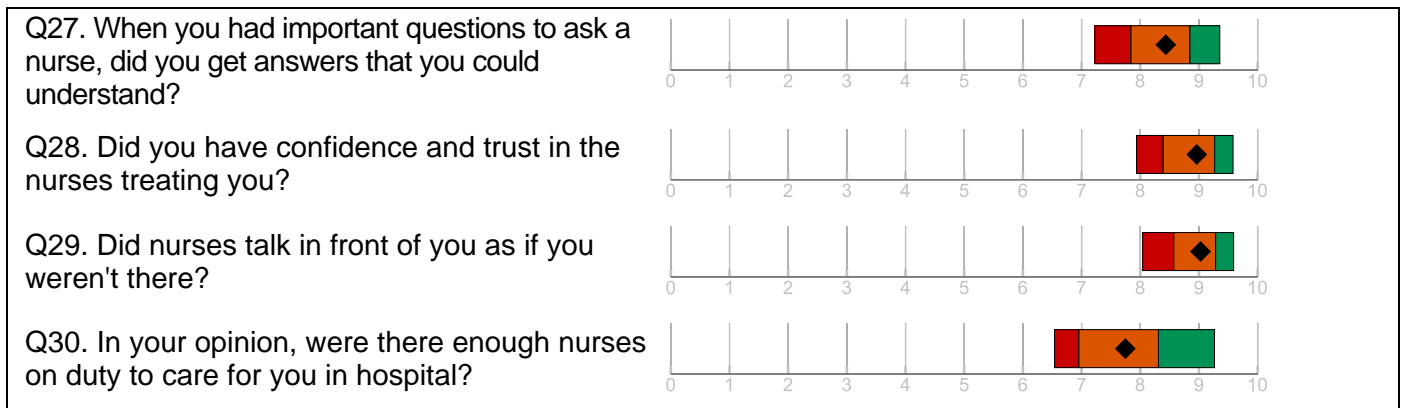 Q27. When you had important questions to ask a
nurse, did you get answers that you could
understand?
0 1 2 3 4 5 6 7 8 9 10
Q28. Did you have confidence and trust in the
nurses treating you?
0 1 2 3 4 5 6 7 8 9 10
Q29. Did nurses talk in front of you as if you
weren't there?
0 1 2 3 4 5 6 7 8 9 10
Q30. In your opinion, were there enough nurses
on duty to care for you in hospital?
0 1 2 3 4 5 6 7 8 9 10